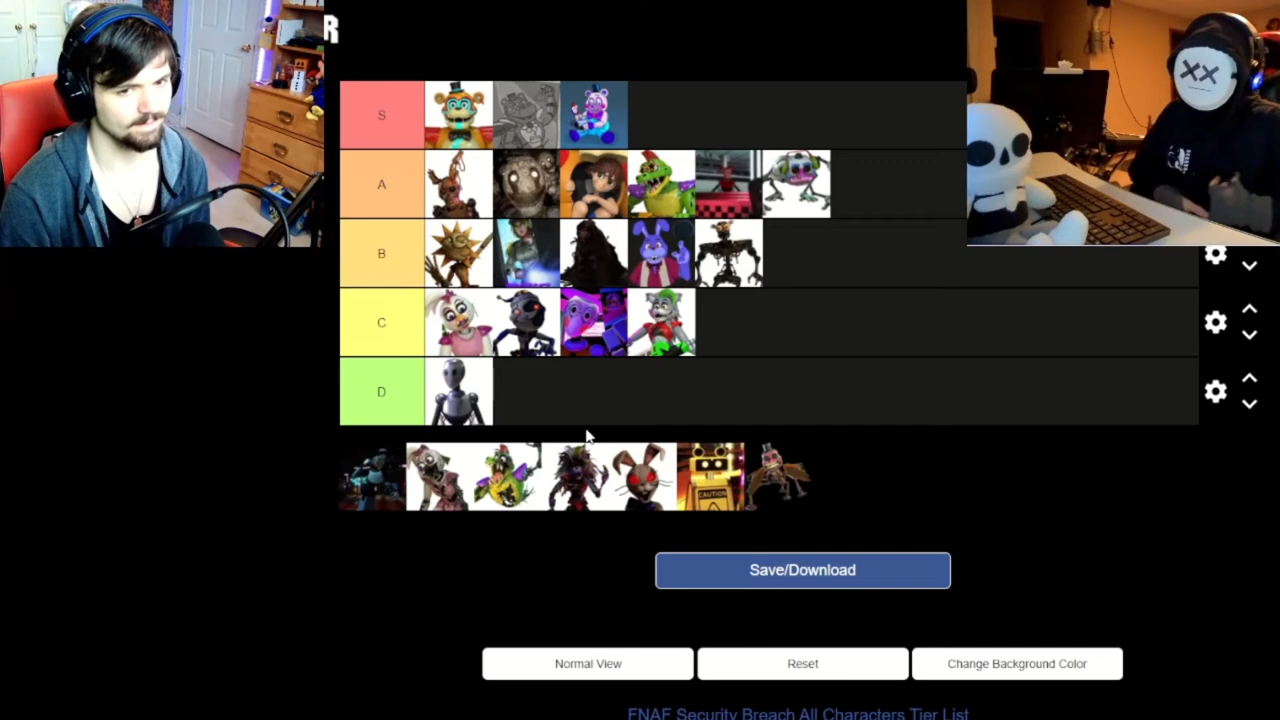 R
S
A
B
C
D
CAUTION
Save/Download
Normal View
Reset
Change Background Color
FNAF Security Breach All Characters Tier List